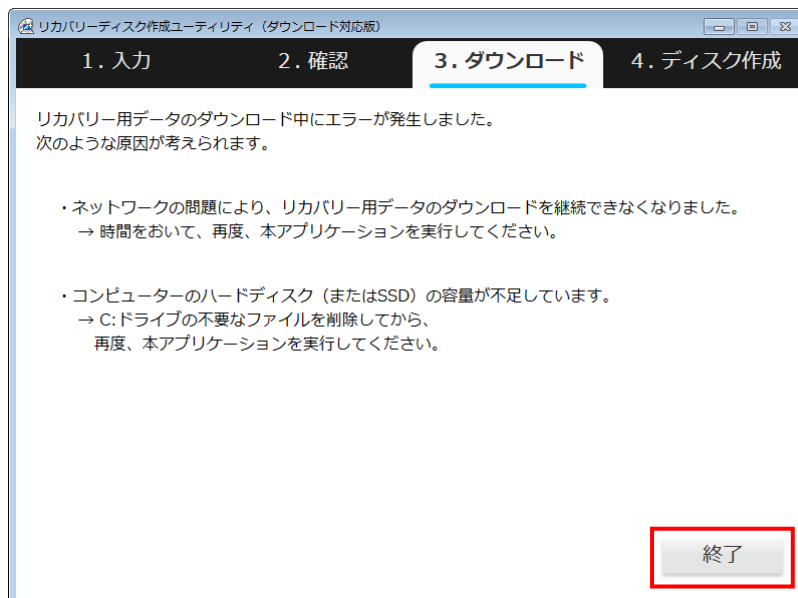 リカバリーディスク作成ユーティリティ（ダウンロード対応版）
1. 入力 2. 確認 3. ダウンロード 4. ディスク作成
リカバリー用データのダウンロード中にエラーが発生しました。
次のような原因が考えられます。
・ネットワークの問題により、リカバリー用データのダウンロードを継続できなくなりました。
→ 時間をおいて、再度、本アプリケーションを実行してください。
・コンピューターのハードディスク（またはSSD）の容量が不足しています。
→ C:ドライブの不要なファイルを削除してから、
再度、本アプリケーションを実行してください。
終了